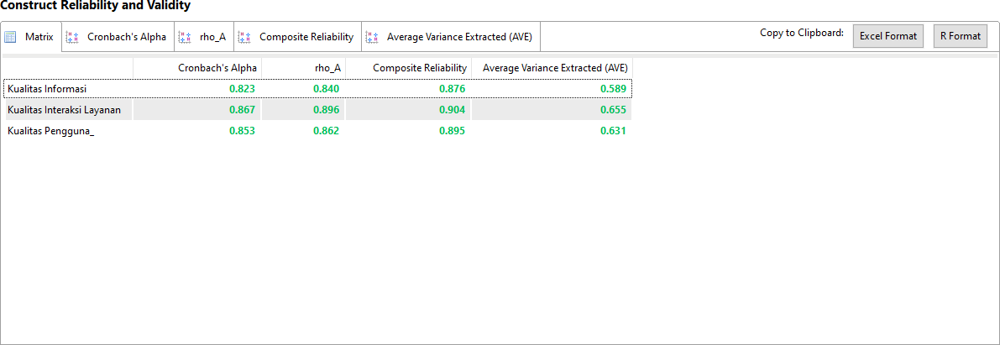 Construct Reliability and Validity
Matrix Cronbach's Alpha rho_A Composite Reliability Average Variance Extracted (AVE) Copy to Clipboard: Excel Format R Format
Cronbach's Alpha rho_A Composite Reliability Average Variance Extracted (AVE)
Kualitas Informasi 0.823 0.840 0.876 0.589
Kualitas Interaksi Layanan 0.867 0.896 0.904 0.655
Kualitas Pengguna_ 0.853 0.862 0.895 0.631